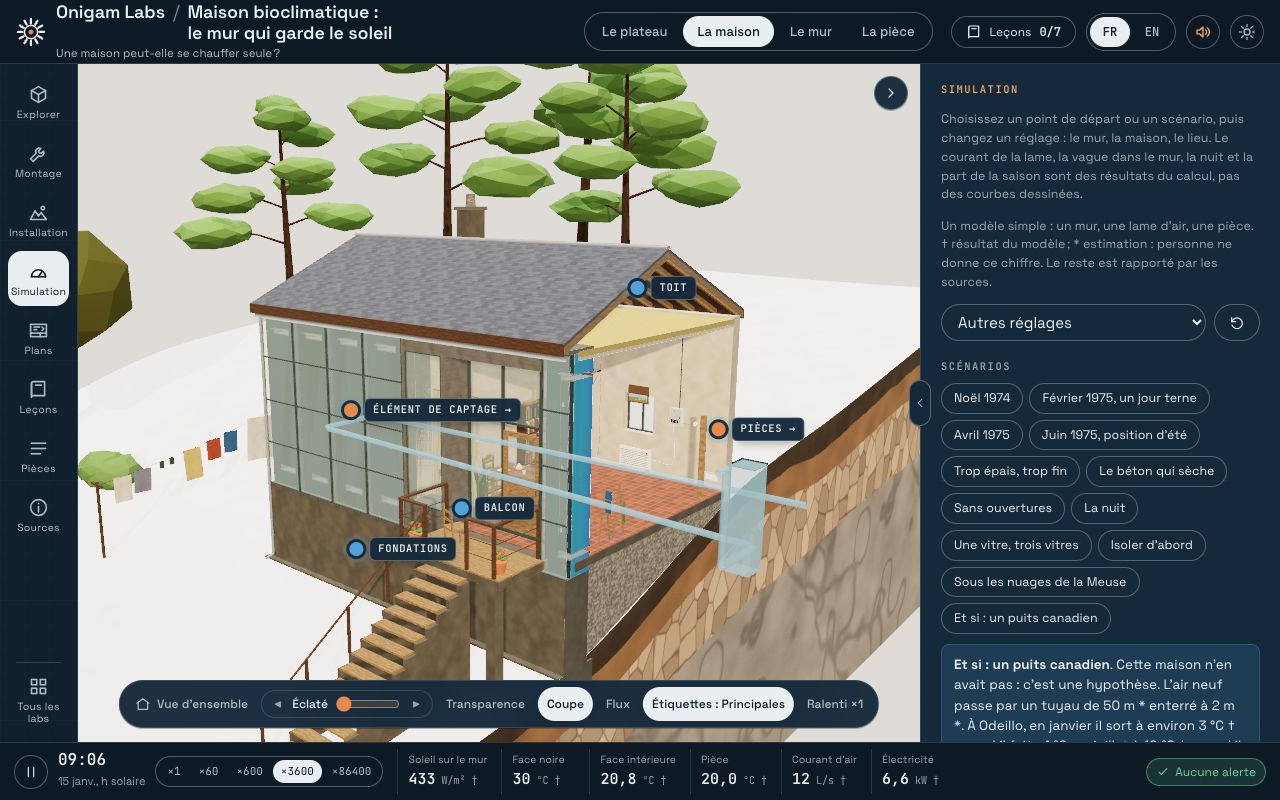 Onigam Labs / Maison bioclimatique :
le mur qui garde le soleil
Une maison peut-elle se chauffer seule ?
Le plateau
La maison
Le mur
La pièce
Leçons 0/7
FR
EN
Explorer
Montage
Installation
Simulation
Plans
Leçons
Pièces
Sources
Tous les
labs
TOIT
ÉLÉMENT DE CAPTAGE →
PIÈCES →
BALCON
FONDATIONS
Vue d'ensemble
Éclaté
Transparence
Coupe
Flux
Étiquettes : Principales
Ralenti ×1
SIMULATION
Choisissez un point de départ ou un scénario, puis
changez un réglage : le mur, la maison, le lieu. Le
courant de la lame, la vague dans le mur, la nuit et la
part de la saison sont des résultats du calcul, pas
des courbes dessinées.
Un modèle simple : un mur, une lame d'air, une pièce.
† résultat du modèle ; * estimation : personne ne
donne ce chiffre. Le reste est rapporté par les
sources.
Autres réglages
SCÉNARIOS
Noël 1974
Février 1975, un jour terne
Avril 1975
Juin 1975, position d'été
Trop épais, trop fin
Le béton qui sèche
Sans ouvertures
La nuit
Une vitre, trois vitres
Isoler d'abord
Sous les nuages de la Meuse
Et si : un puits canadien
Et si : un puits canadien. Cette maison n'en
avait pas : c'est une hypothèse. L'air neuf
passe par un tuyau de 50 m * enterré à 2 m
*. À Odeillo, en janvier il sort à environ 3 °C †
09:06
15 janv., h solaire
×1
×60
×600
×3600
×86400
Soleil sur le mur
433 W/m² †
Face noire
30 °C †
Face intérieure
20,8 °C †
Pièce
20,0 °C †
Courant d'air
12 L/s †
Électricité
6,6 kW †
Aucune alerte